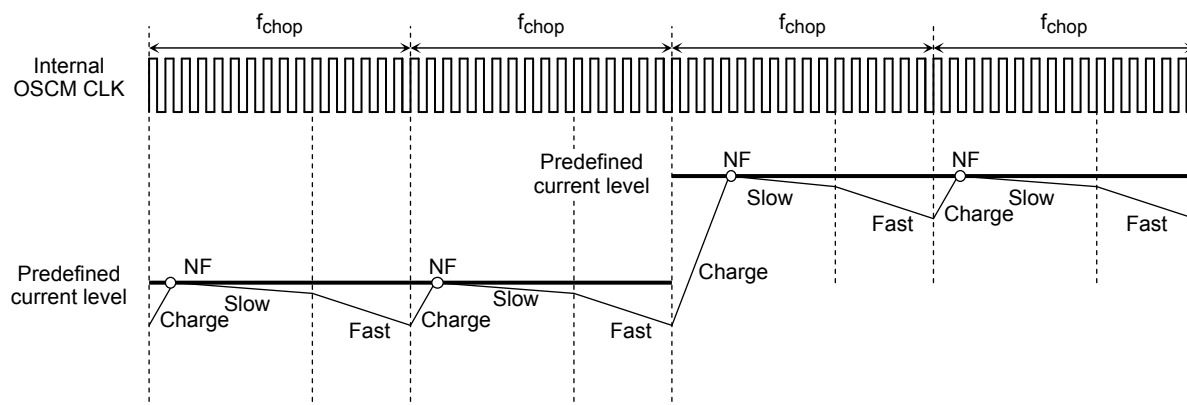 fchop fchop fchop fchop
Internal
OSCM CLK
Predefined
current level
NF
NF
Slow
Slow
Fast
Charge
Fast
Charge
Predefined
current level
NF
NF
Slow
Slow
Charge
Fast
Charge
Fast